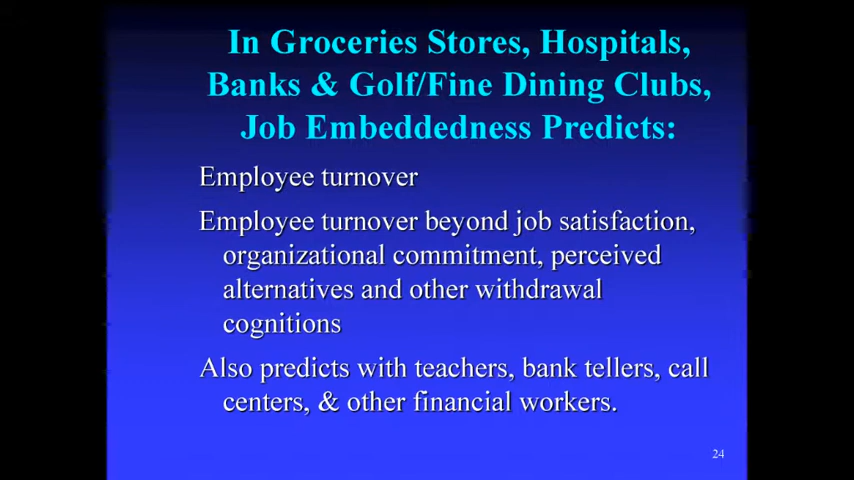 In Groceries Stores, Hospitals,
Banks & Golf/Fine Dining Clubs,
Job Embeddedness Predicts:
Employee turnover
Employee turnover beyond job satisfaction,
organizational commitment, perceived
alternatives and other withdrawal
cognitions
Also predicts with teachers, bank tellers, call
centers, & other financial workers.
24